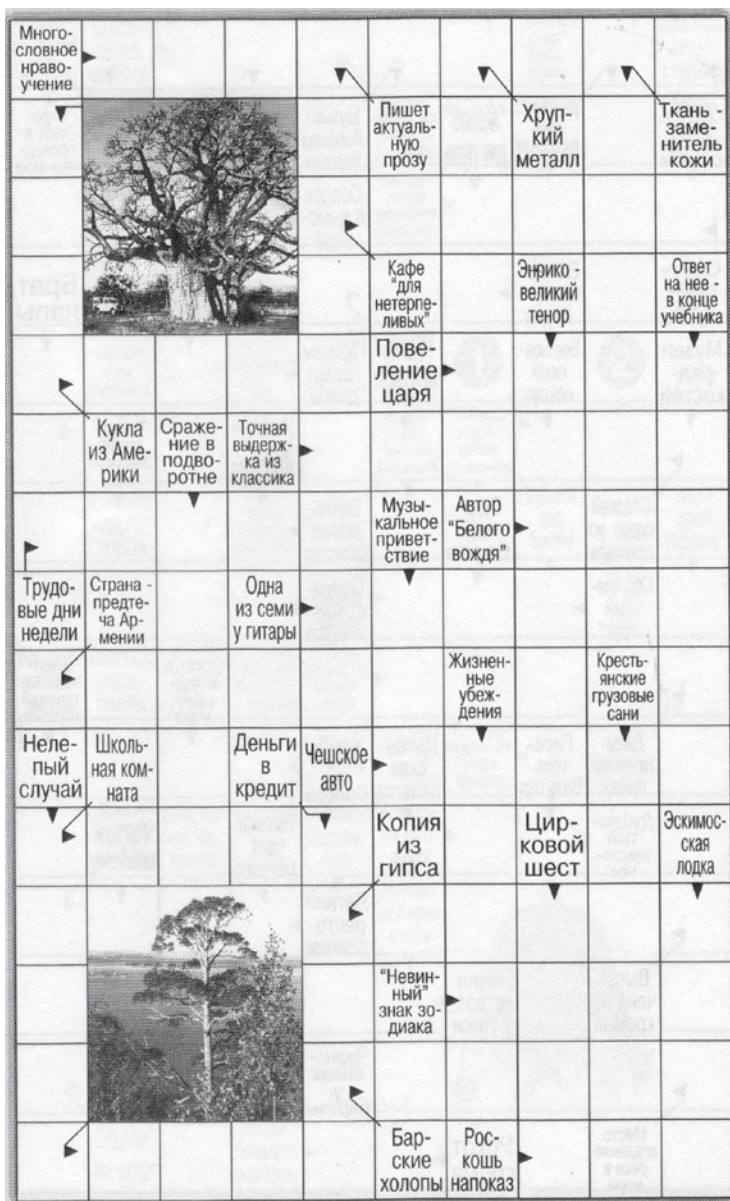 Много-
словное
нраво-
учение
Пишет
актуаль-
ную
прозу
Хруп-
кий
металл
Ткань -
заме-
нитель
кожи
Кафе
"для
нетерпе-
ливых"
Энрико -
великий
тенор
Ответ
на нее -
в конце
учебника
Пове-
ление
царя
Кукла
из Аме-
рики
Сраже-
ние в
подво-
ротне
Точная
выдерж-
ка из
классика
Музы-
кальное
привет-
ствие
Автор
"Белого
вождя"
Трудо-
вые дни
недели
Страна -
предте-
ча Ар-
мении
Одна
из семи
у гитары
Жизнен-
ные
убеж-
дения
Кресть-
янские
грузовые
сани
Неле-
пый
случай
Школь-
ная ком-
ната
Деньги
в
кредит
Чешское
авто
Копия
из
гипса
Цир-
ковой
шест
Эскимос-
ская
лодка
"Невин-
ный"
знак зо-
диака
Бар-
ские
холопы
Рос-
кошь
напоказ